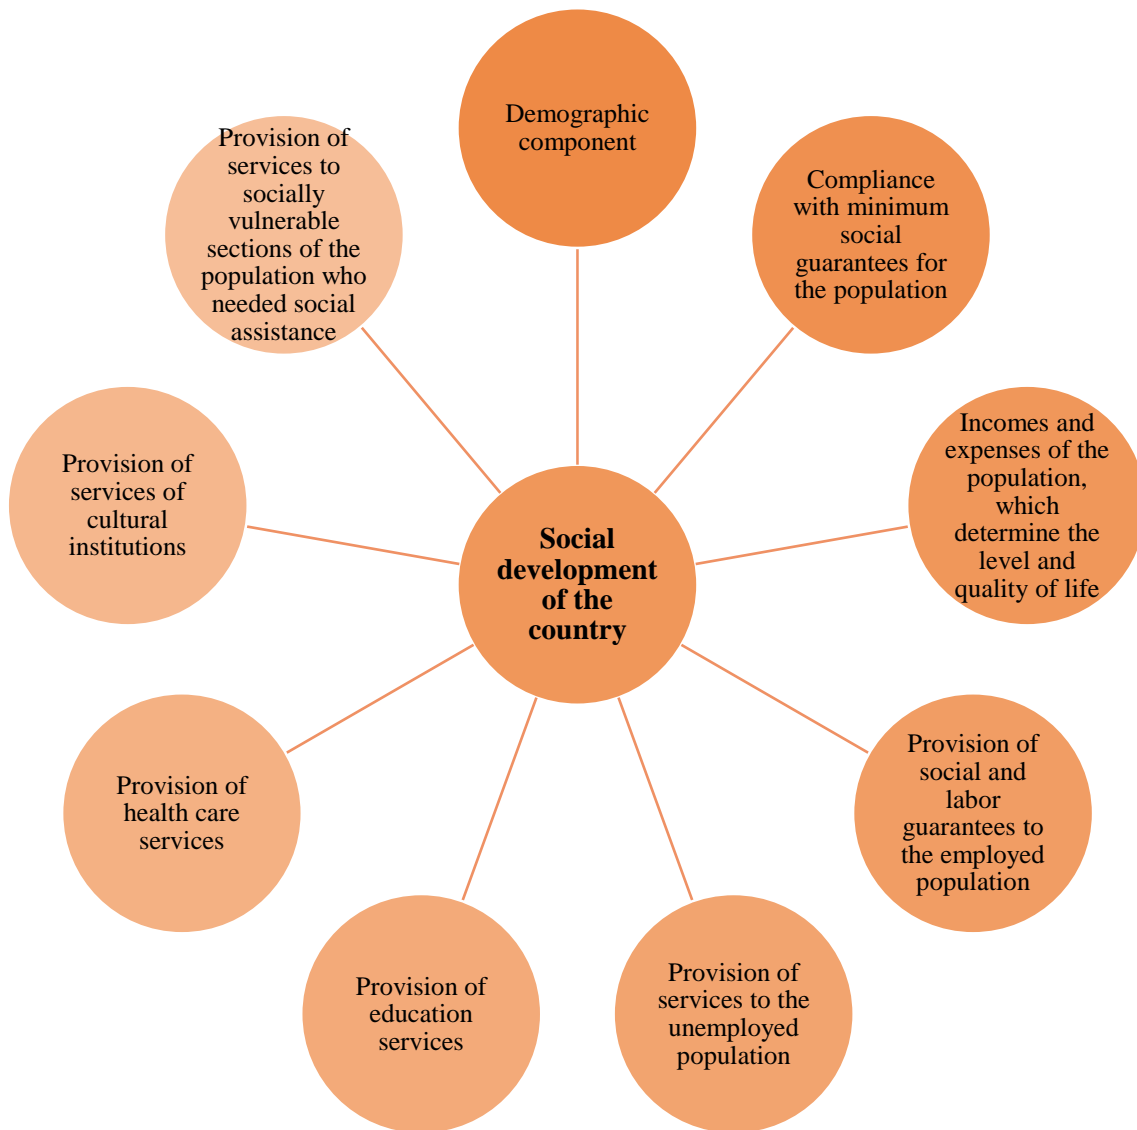 Demographic
component
Compliance
with minimum
social
guarantees for
the population
Incomes and
expenses of the
population,
which
determine the
level and
quality of life
Provision of
social and
labor
guarantees to
the employed
population
Provision of
services to the
unemployed
population
Provision of
education
services
Provision of
health care
services
Provision of
services of
cultural
institutions
Provision of
services to
socially
vulnerable
sections of the
population who
needed social
assistance
Social
development
of the
country